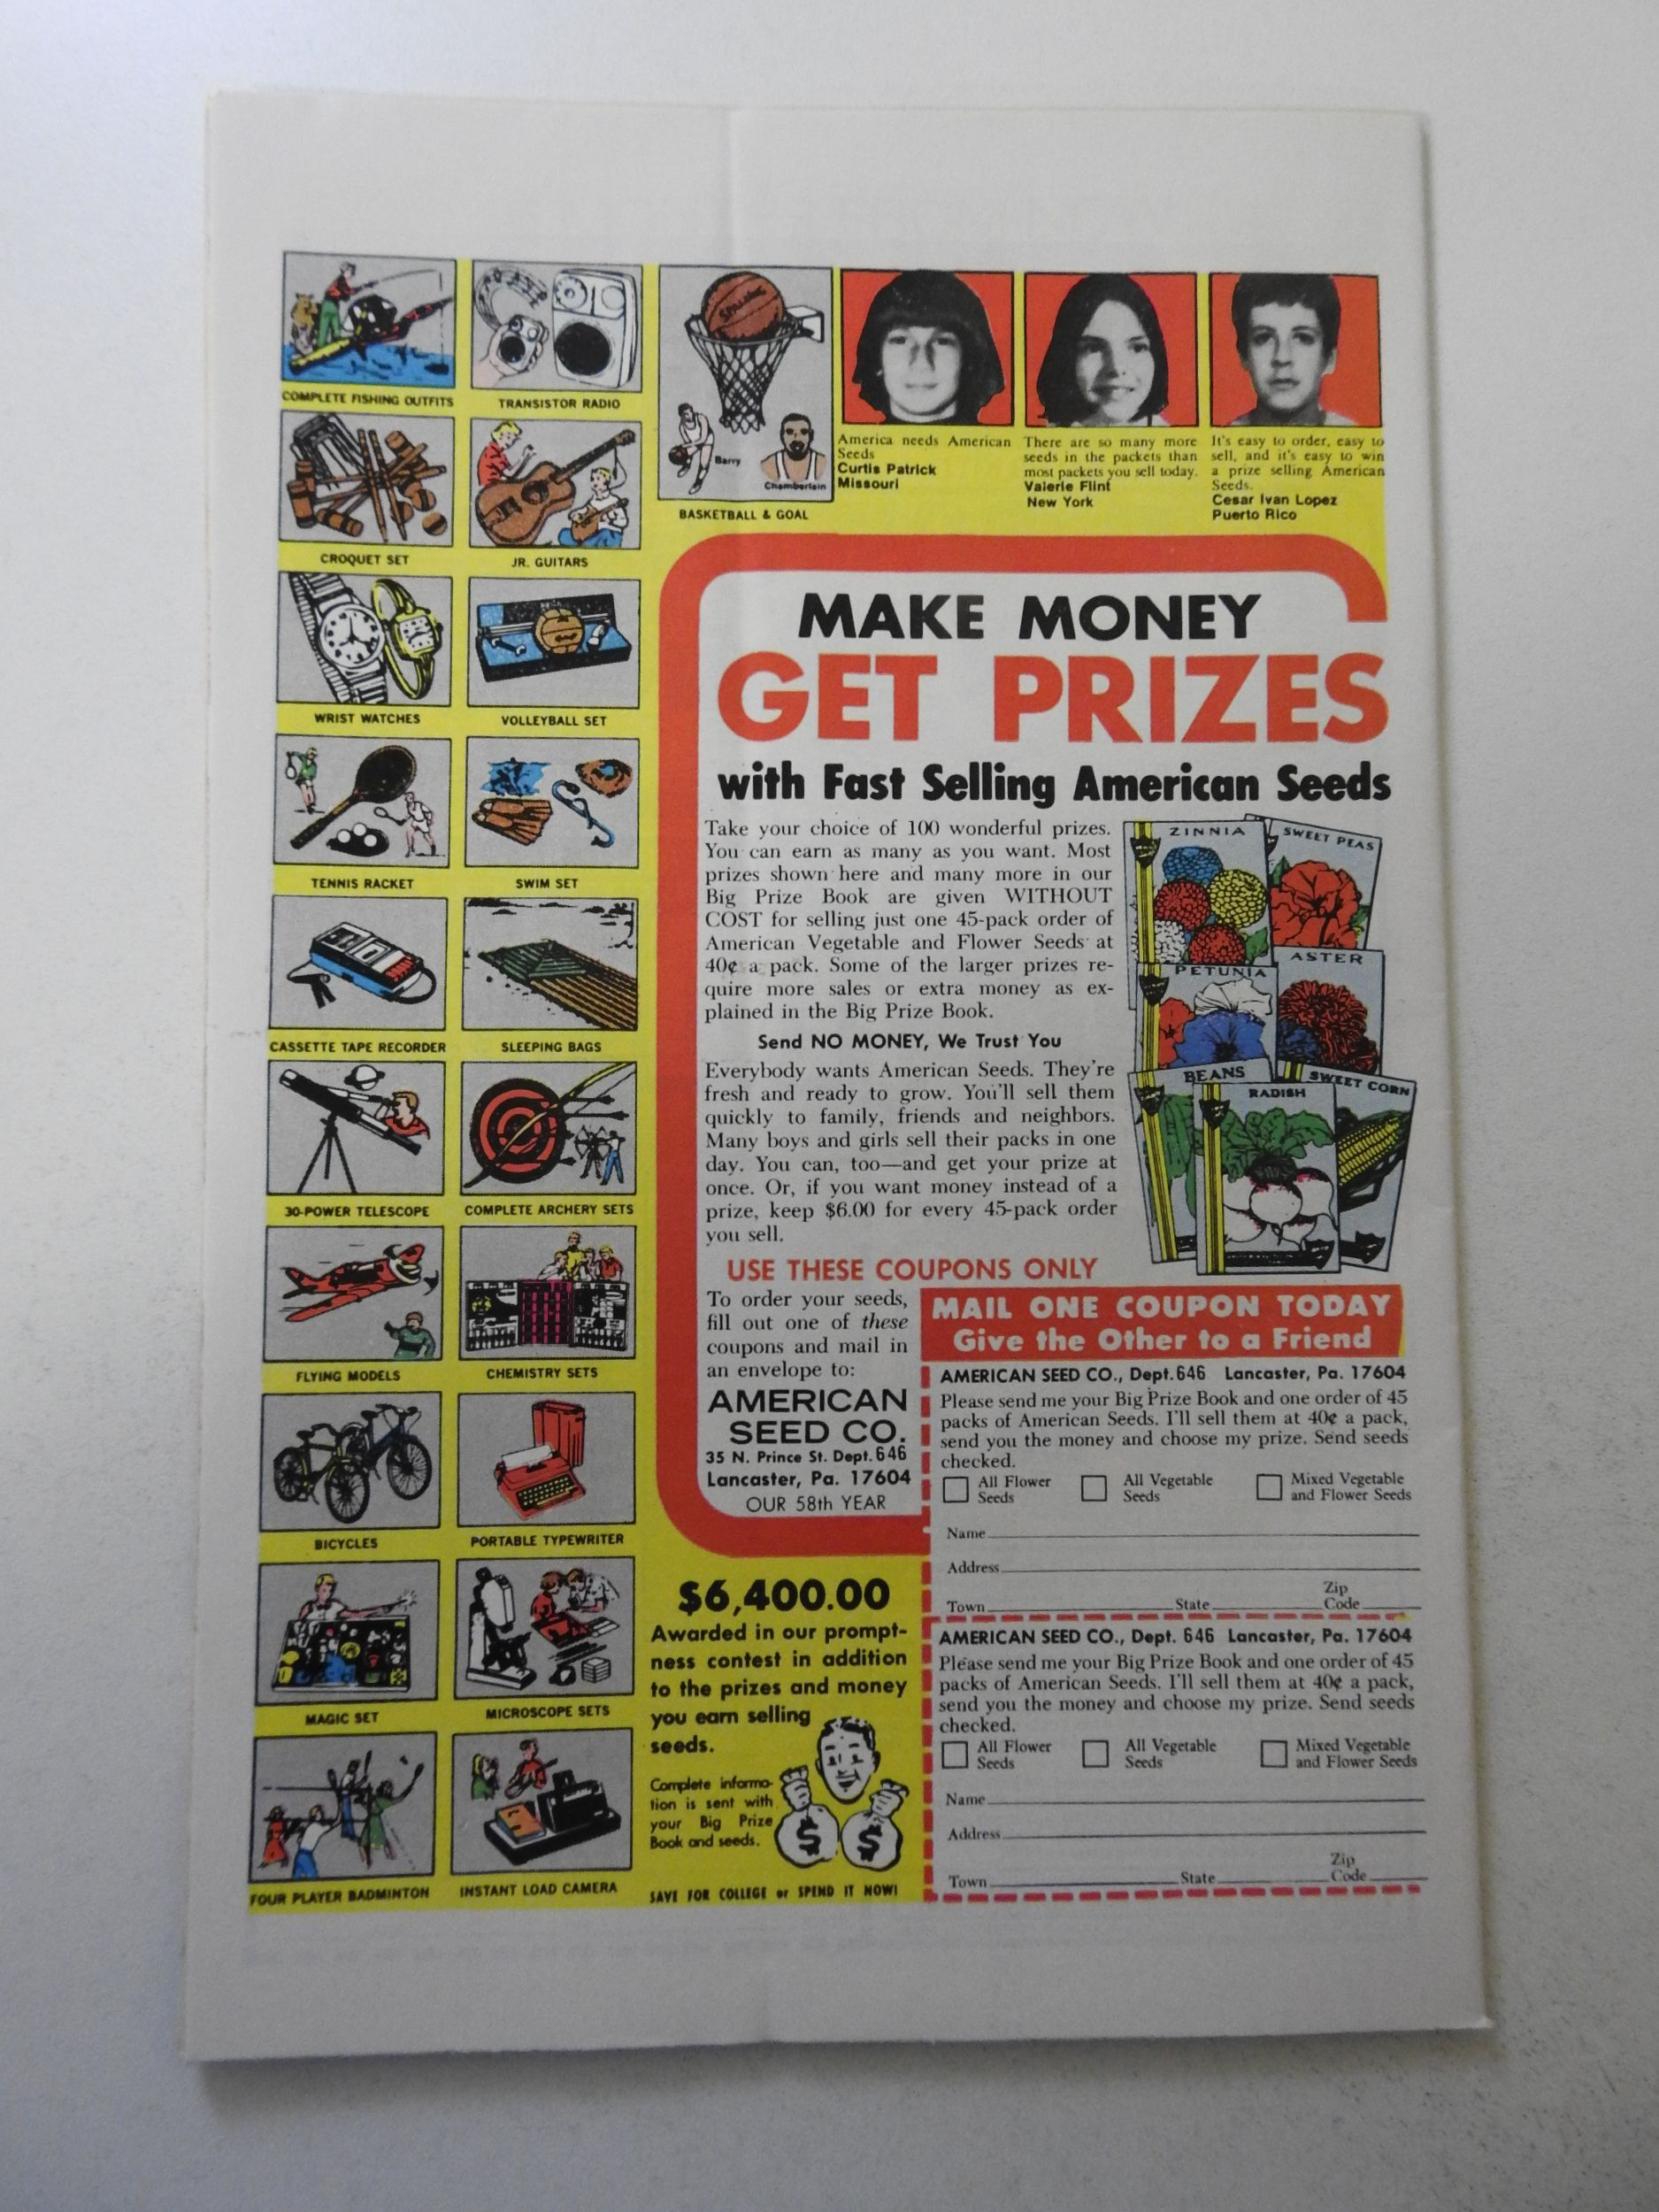 COMPLETE FISHING OUTFITS
TRANSISTOR RADIO
CROQUET SET
JR. GUITARS
WRIST WATCHES
VOLLEYBALL SET
TENNIS RACKET
SWIM SET
CASSETTE TAPE RECORDER
SLEEPING BAGS
30-POWER TELESCOPE
COMPLETE ARCHERY SETS
FLYING MODELS
CHEMISTRY SETS
BICYCLES
PORTABLE TYPEWRITER
MAGIC SET
MICROSCOPE SETS
FOUR PLAYER BADMINTON
INSTANT LOAD CAMERA
SPALDING
Barry
Chamberlain
BASKETBALL & GOAL
America needs American
Seeds
Curtis Patrick
Missouri
There are so many more
seeds in the packets than
most packets you sell today.
Valerie Flint
New York
It's easy to order, easy to
sell, and it's easy to win
a prize selling American
Seeds.
Cesar Ivan Lopez
Puerto Rico
MAKE MONEY
GET PRIZES
with Fast Selling American Seeds
Take your choice of 100 wonderful prizes.
You can earn as many as you want. Most
prizes shown here and many more in our
Big Prize Book are given WITHOUT
COST for selling just one 45-pack order of
American Vegetable and Flower Seeds at
40¢ a pack. Some of the larger prizes re-
quire more sales or extra money as ex-
plained in the Big Prize Book.
Send NO MONEY, We Trust You
Everybody wants American Seeds. They're
fresh and ready to grow. You'll sell them
quickly to family, friends and neighbors.
Many boys and girls sell their packs in one
day. You can, too—and get your prize at
once. Or, if you want money instead of a
prize, keep $6.00 for every 45-pack order
you sell.
ZINNIA
SWEET PEAS
PETUNIA
ASTER
BEANS
RADISH
SWEET CORN
USE THESE COUPONS ONLY
To order your seeds,
fill out one of these
coupons and mail in
an envelope to:
AMERICAN
SEED CO.
35 N. Prince St. Dept. 646
Lancaster, Pa. 17604
OUR 58th YEAR
MAIL ONE COUPON TODAY
Give the Other to a Friend
AMERICAN SEED CO., Dept. 646 Lancaster, Pa. 17604
Please send me your Big Prize Book and one order of 45
packs of American Seeds. I'll sell them at 40¢ a pack,
send you the money and choose my prize. Send seeds
checked.
All Flower Seeds
All Vegetable Seeds
Mixed Vegetable and Flower Seeds
Name
Address
Town State Zip Code
AMERICAN SEED CO., Dept. 646 Lancaster, Pa. 17604
Please send me your Big Prize Book and one order of 45
packs of American Seeds. I'll sell them at 40¢ a pack,
send you the money and choose my prize. Send seeds
checked.
All Flower Seeds
All Vegetable Seeds
Mixed Vegetable and Flower Seeds
Name
Address
Town State Zip Code
$6,400.00
Awarded in our prompt-
ness contest in addition
to the prizes and money
you earn selling
seeds.
Complete informa-
tion is sent with
your Big Prize
Book and seeds.
$ $
SAVE FOR COLLEGE or SPEND IT NOW!